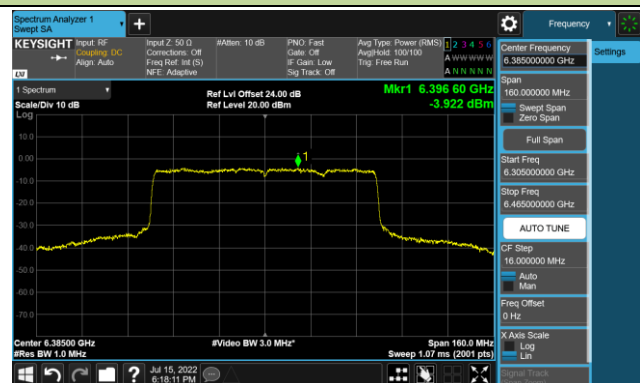 Spectrum Analyzer 1
Swept SA
Frequency
KEYSIGHT
Input: RF
Coupling: DC
Align: Auto
Input Z: 50 Ω
Corrections: Off
Freq Ref: Int (S)
NFE: Adaptive
#Atten: 10 dB
PNO: Fast
Gate: Off
IF Gain: Low
Sig Track: Off
Avg Type: Power (RMS)
Avg|Hold: 100/100
Trig: Free Run
1 2 3 4 5 6
A W W W W W
A N N N N N
LXI
1 Spectrum
Scale/Div 10 dB
Log
Ref Lvl Offset 24.00 dB
Ref Level 20.00 dBm
Mkr1 6.396 60 GHz
-3.922 dBm
10.0
0.00
-10.0
-20.0
-30.0
-40.0
-50.0
-60.0
-70.0
1
Center 6.38500 GHz
#Res BW 1.0 MHz
#Video BW 3.0 MHz*
Span 160.0 MHz
Sweep 1.07 ms (2001 pts)
Jul 15, 2022
6:18:11 PM
Center Frequency
6.385000000 GHz
Settings
Span
160.000000 MHz
Swept Span
Zero Span
Full Span
Start Freq
6.305000000 GHz
Stop Freq
6.465000000 GHz
AUTO TUNE
CF Step
16.000000 MHz
Auto
Man
Freq Offset
0 Hz
X Axis Scale
Log
Lin
Signal Track